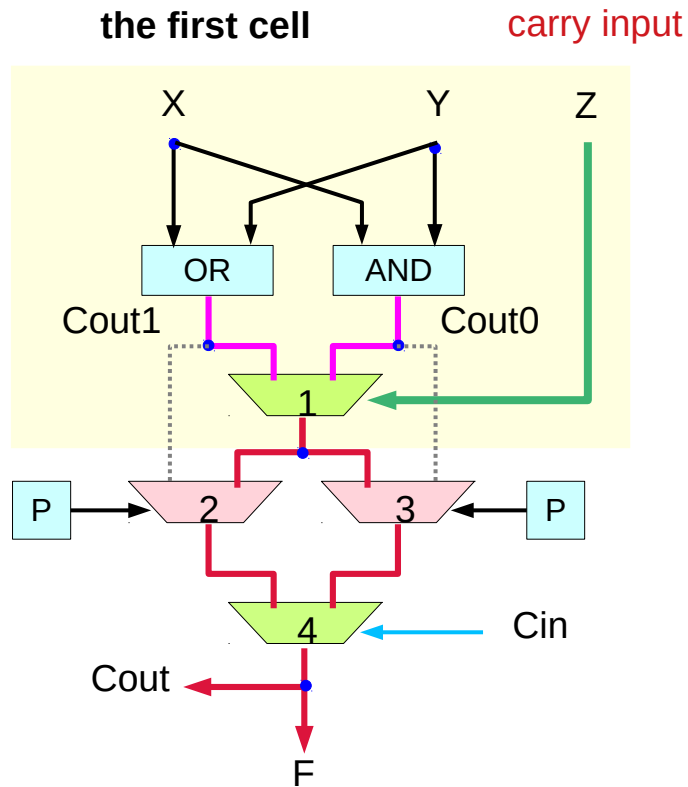 the first cell carry input
X Y Z
OR AND
Cout1 Cout0
1
P 2 3 P
4 Cin
Cout
F